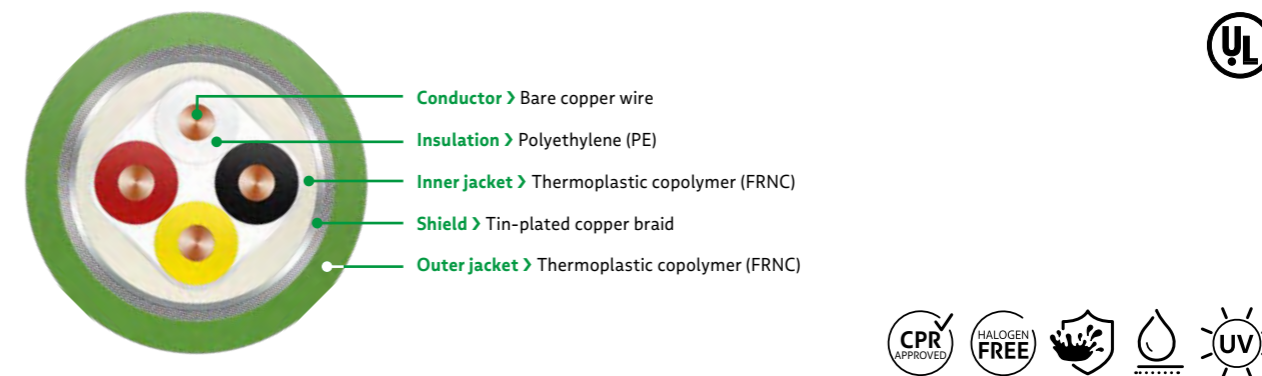 UL
Conductor › Bare copper wire
Insulation › Polyethylene (PE)
Inner jacket › Thermoplastic copolymer (FRNC)
Shield › Tin-plated copper braid
Outer jacket › Thermoplastic copolymer (FRNC)
CPR
APPROVED
HALOGEN
FREE
UV